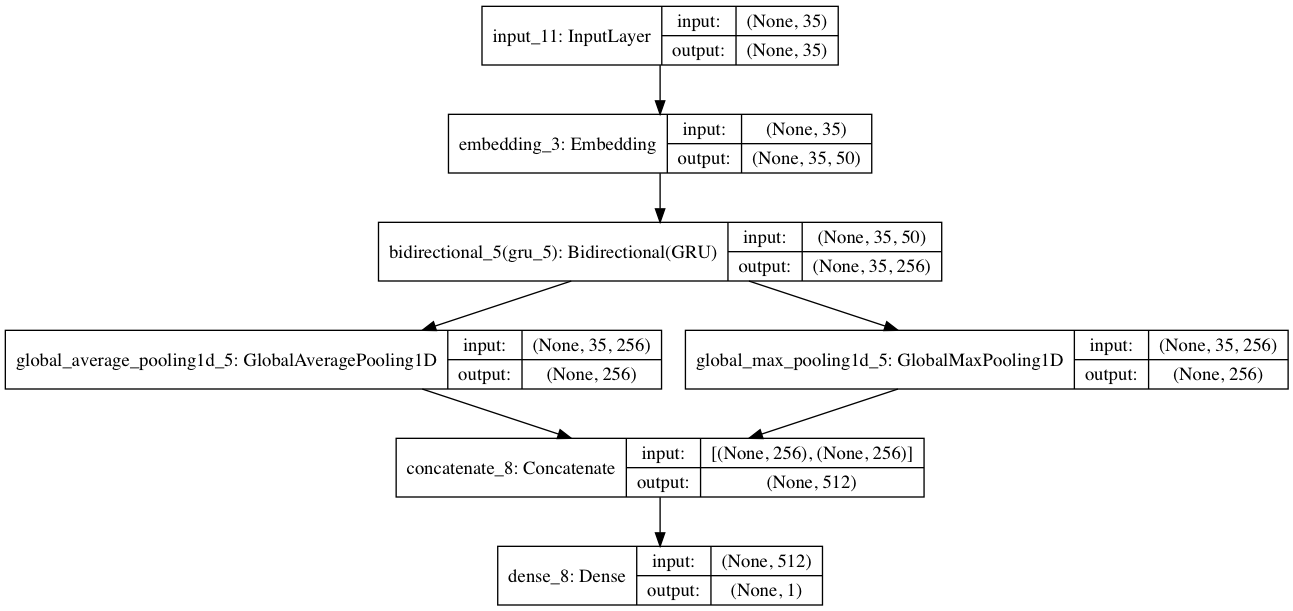 input_11: InputLayer
input: (None, 35)
output: (None, 35)
embedding_3: Embedding
input: (None, 35)
output: (None, 35, 50)
bidirectional_5(gru_5): Bidirectional(GRU)
input: (None, 35, 50)
output: (None, 35, 256)
global_average_pooling1d_5: GlobalAveragePooling1D
input: (None, 35, 256)
output: (None, 256)
global_max_pooling1d_5: GlobalMaxPooling1D
input: (None, 35, 256)
output: (None, 256)
concatenate_8: Concatenate
input: [(None, 256), (None, 256)]
output: (None, 512)
dense_8: Dense
input: (None, 512)
output: (None, 1)